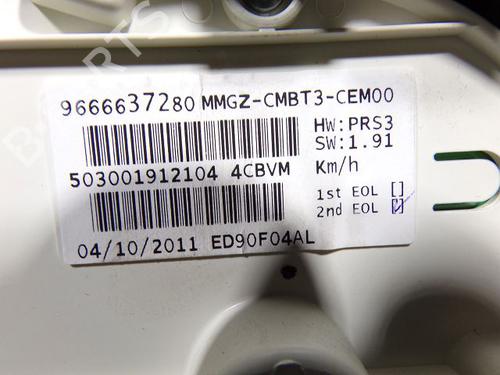 9666637280 MMGZ-CMBT3-CEM00
HW:PRS3
SW:1.91
503001912104 4CBVM
Km/h
1st EOL []
2nd EOL [/]
04/10/2011 ED90F04AL